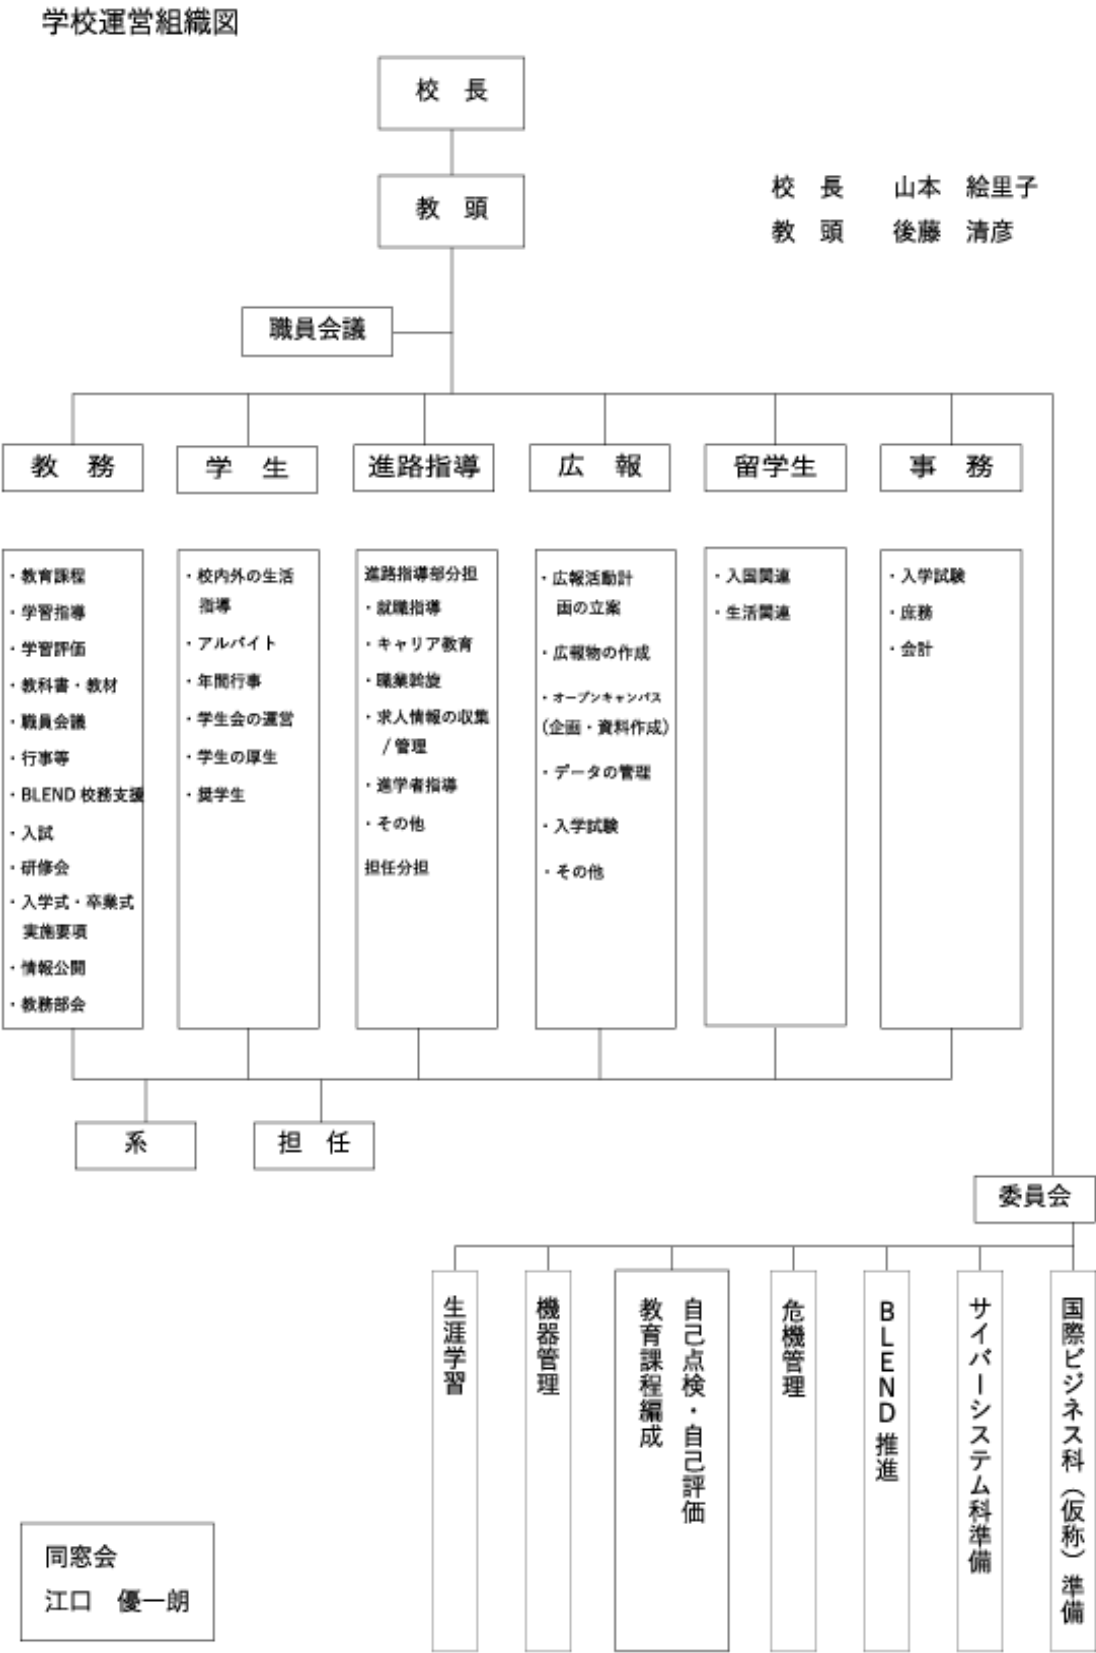 学校運営組織図
校　長
教　頭
校　長　　山本　絵里子
教　頭　　後藤　清彦
職員会議
教　務
学　生
進路指導
広　報
留学生
事　務
・教育課程
・学習指導
・学習評価
・教科書・教材
・職員会議
・行事等
・BLEND 校務支援
・入試
・研修会
・入学式・卒業式
実施要項
・情報公開
・教務部会
・校内外の生活
指導
・アルバイト
・年間行事
・学生会の運営
・学生の厚生
・奨学生
進路指導部分担
・就職指導
・キャリア教育
・職業斡旋
・求人情報の収集
/ 管理
・進学者指導
・その他
担任分担
・広報活動計
画の立案
・広報物の作成
・オープンキャンパス
(企画・資料作成)
・データの管理
・入学試験
・その他
・入国関連
・生活関連
・入学試験
・庶務
・会計
系
担　任
委員会
生涯学習
機器管理
自己点検・自己評価
教育課程編成
危機管理
BLEND 推進
サイバーシステム科準備
国際ビジネス科（仮称）準備
同窓会
江口　優一朗